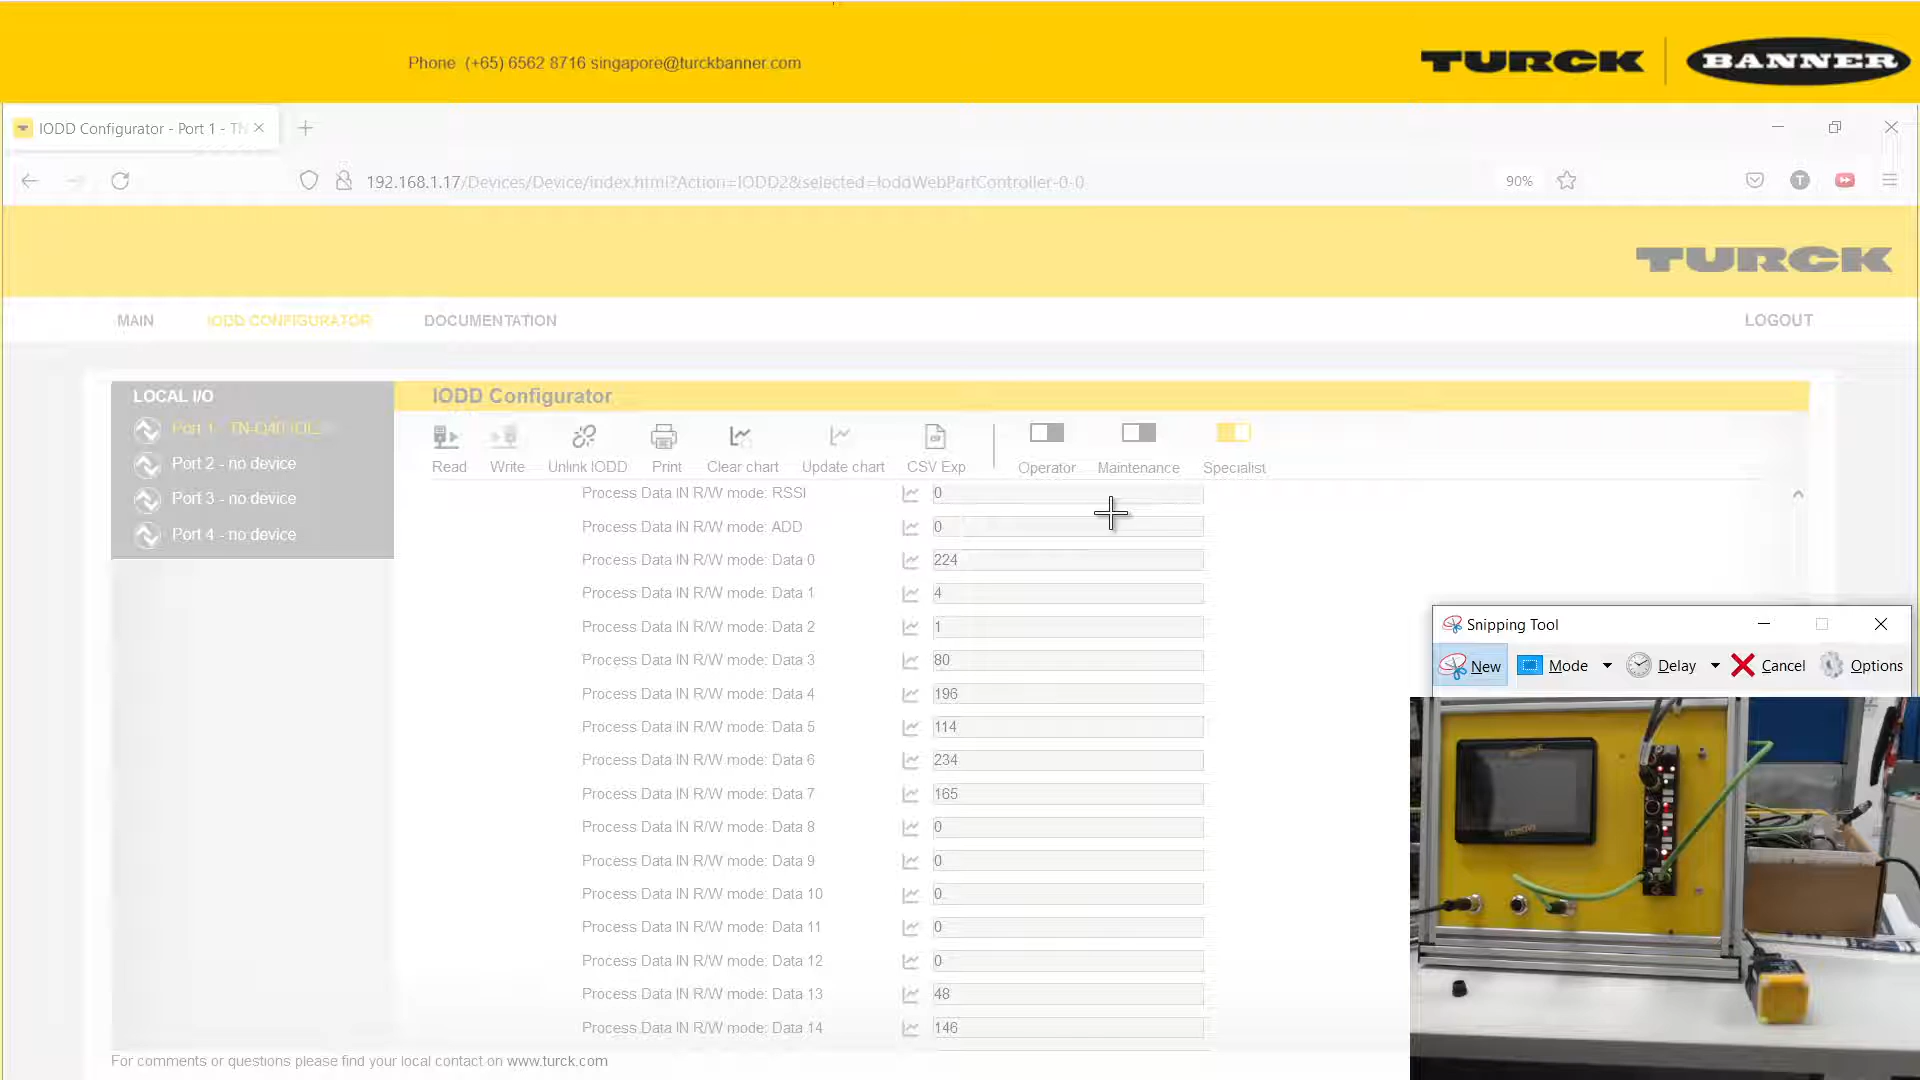 Phone (+65) 6562 8716 singapore@turckbanner.com
TURCK
BANNER
IODD Configurator - Port 1 - TN
192.168.1.17/Devices/Device/index.html?Action=IODD2&selected=IoddWebPartController-0-0
90%
T
TURCK
MAIN
IODD CONFIGURATOR
DOCUMENTATION
LOGOUT
LOCAL I/O
Port 1 - TN-Q40-IOL...
Port 2 - no device
Port 3 - no device
Port 4 - no device
IODD Configurator
Read
Write
Unlink IODD
Print
Clear chart
Update chart
CSV Exp
Operator
Maintenance
Specialist
Process Data IN R/W mode: RSSI 0
Process Data IN R/W mode: ADD 0
Process Data IN R/W mode: Data 0 224
Process Data IN R/W mode: Data 1 4
Process Data IN R/W mode: Data 2 1
Process Data IN R/W mode: Data 3 80
Process Data IN R/W mode: Data 4 196
Process Data IN R/W mode: Data 5 114
Process Data IN R/W mode: Data 6 234
Process Data IN R/W mode: Data 7 165
Process Data IN R/W mode: Data 8 0
Process Data IN R/W mode: Data 9 0
Process Data IN R/W mode: Data 10 0
Process Data IN R/W mode: Data 11 0
Process Data IN R/W mode: Data 12 0
Process Data IN R/W mode: Data 13 48
Process Data IN R/W mode: Data 14 146
Snipping Tool
New
Mode
Delay
Cancel
Options
REMOVE
REMOVE
For comments or questions please find your local contact on www.turck.com